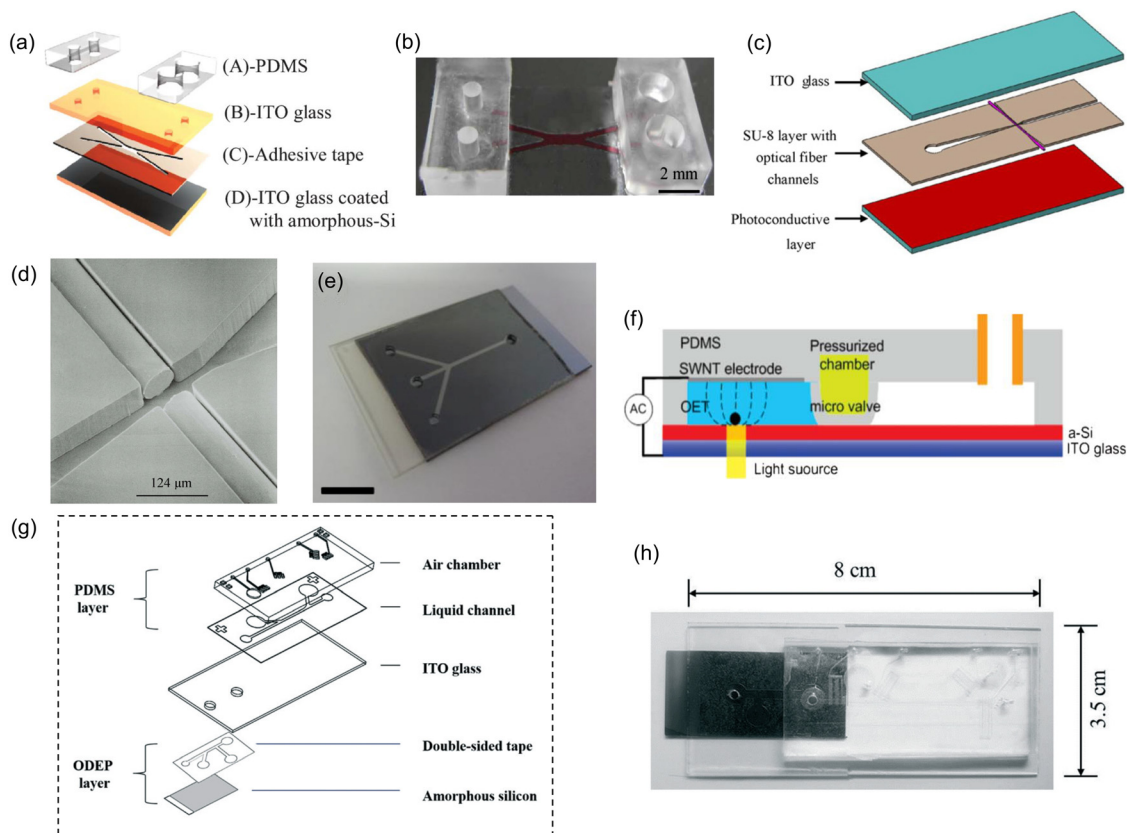 (a)
(A)-PDMS
(B)-ITO glass
(C)-Adhesive tape
(D)-ITO glass coated
with amorphous-Si
(b)
2 mm
(c)
ITO glass
SU-8 layer with
optical fiber
channels
Photoconductive
layer
(d)
124 μm
(e)
(f)
PDMS
Pressurized
chamber
SWNT electrode
AC
OET
micro valve
a-Si
ITO glass
Light suource
(g)
PDMS
layer
Air chamber
Liquid channel
ITO glass
ODEP
layer
Double-sided tape
Amorphous silicon
(h)
8 cm
3.5 cm